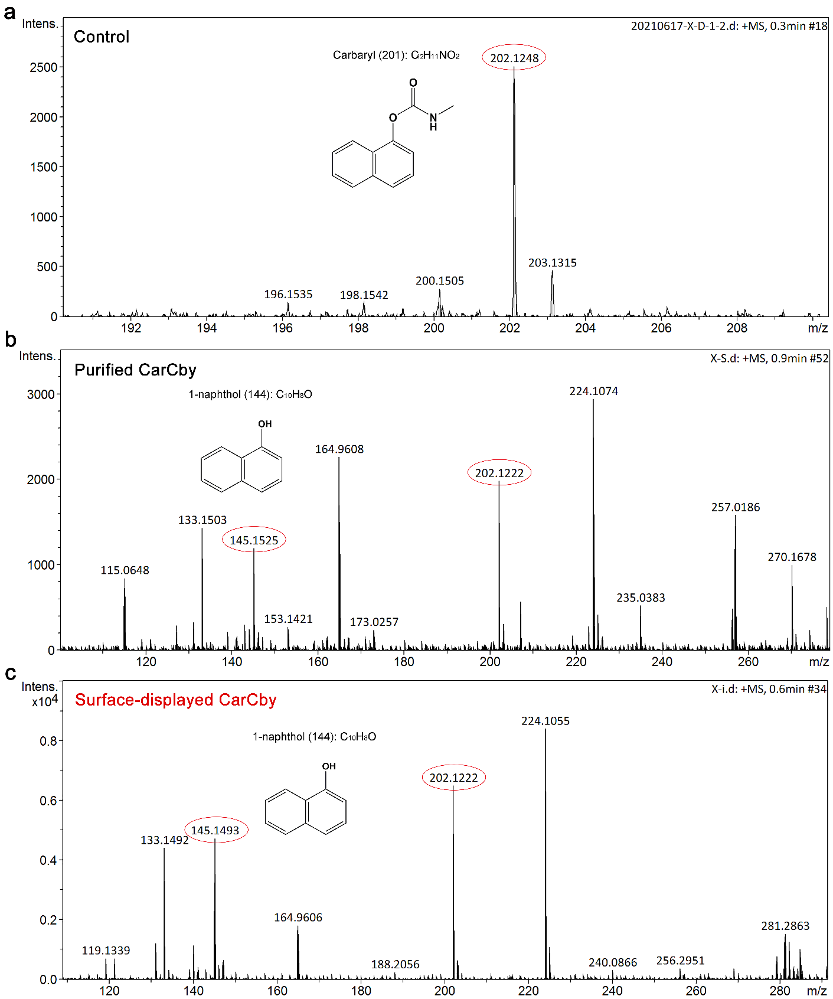 a
Intens.
20210617-X-D-1-2.d: +MS, 0.3min #18
Control
Carbaryl (201): C₁₂H₁₁NO₂
202.1248
2500
O
2000
O
N
H
1500
1000
500
203.1315
200.1505
196.1535
198.1542
0
192 194 196 198 200 202 204 206 208 m/z
b
Intens.
X-S.d: +MS, 0.9min #52
Purified CarCby
1-naphthol (144): C₁₀H₈O
3000
224.1074
OH
164.9608
2000
202.1222
257.0186
133.1503
145.1525
1000
270.1678
115.0648
235.0383
153.1421
173.0257
0
120 140 160 180 200 220 240 260 m/z
c
Intens.
x10⁴
X-i.d: +MS, 0.6min #34
Surface-displayed CarCby
224.1055
1-naphthol (144): C₁₀H₈O
0.8
OH
202.1222
0.6
145.1493
133.1492
0.4
164.9606
281.2863
0.2
119.1339
188.2056
240.0866
256.2951
0.0
120 140 160 180 200 220 240 260 280 m/z